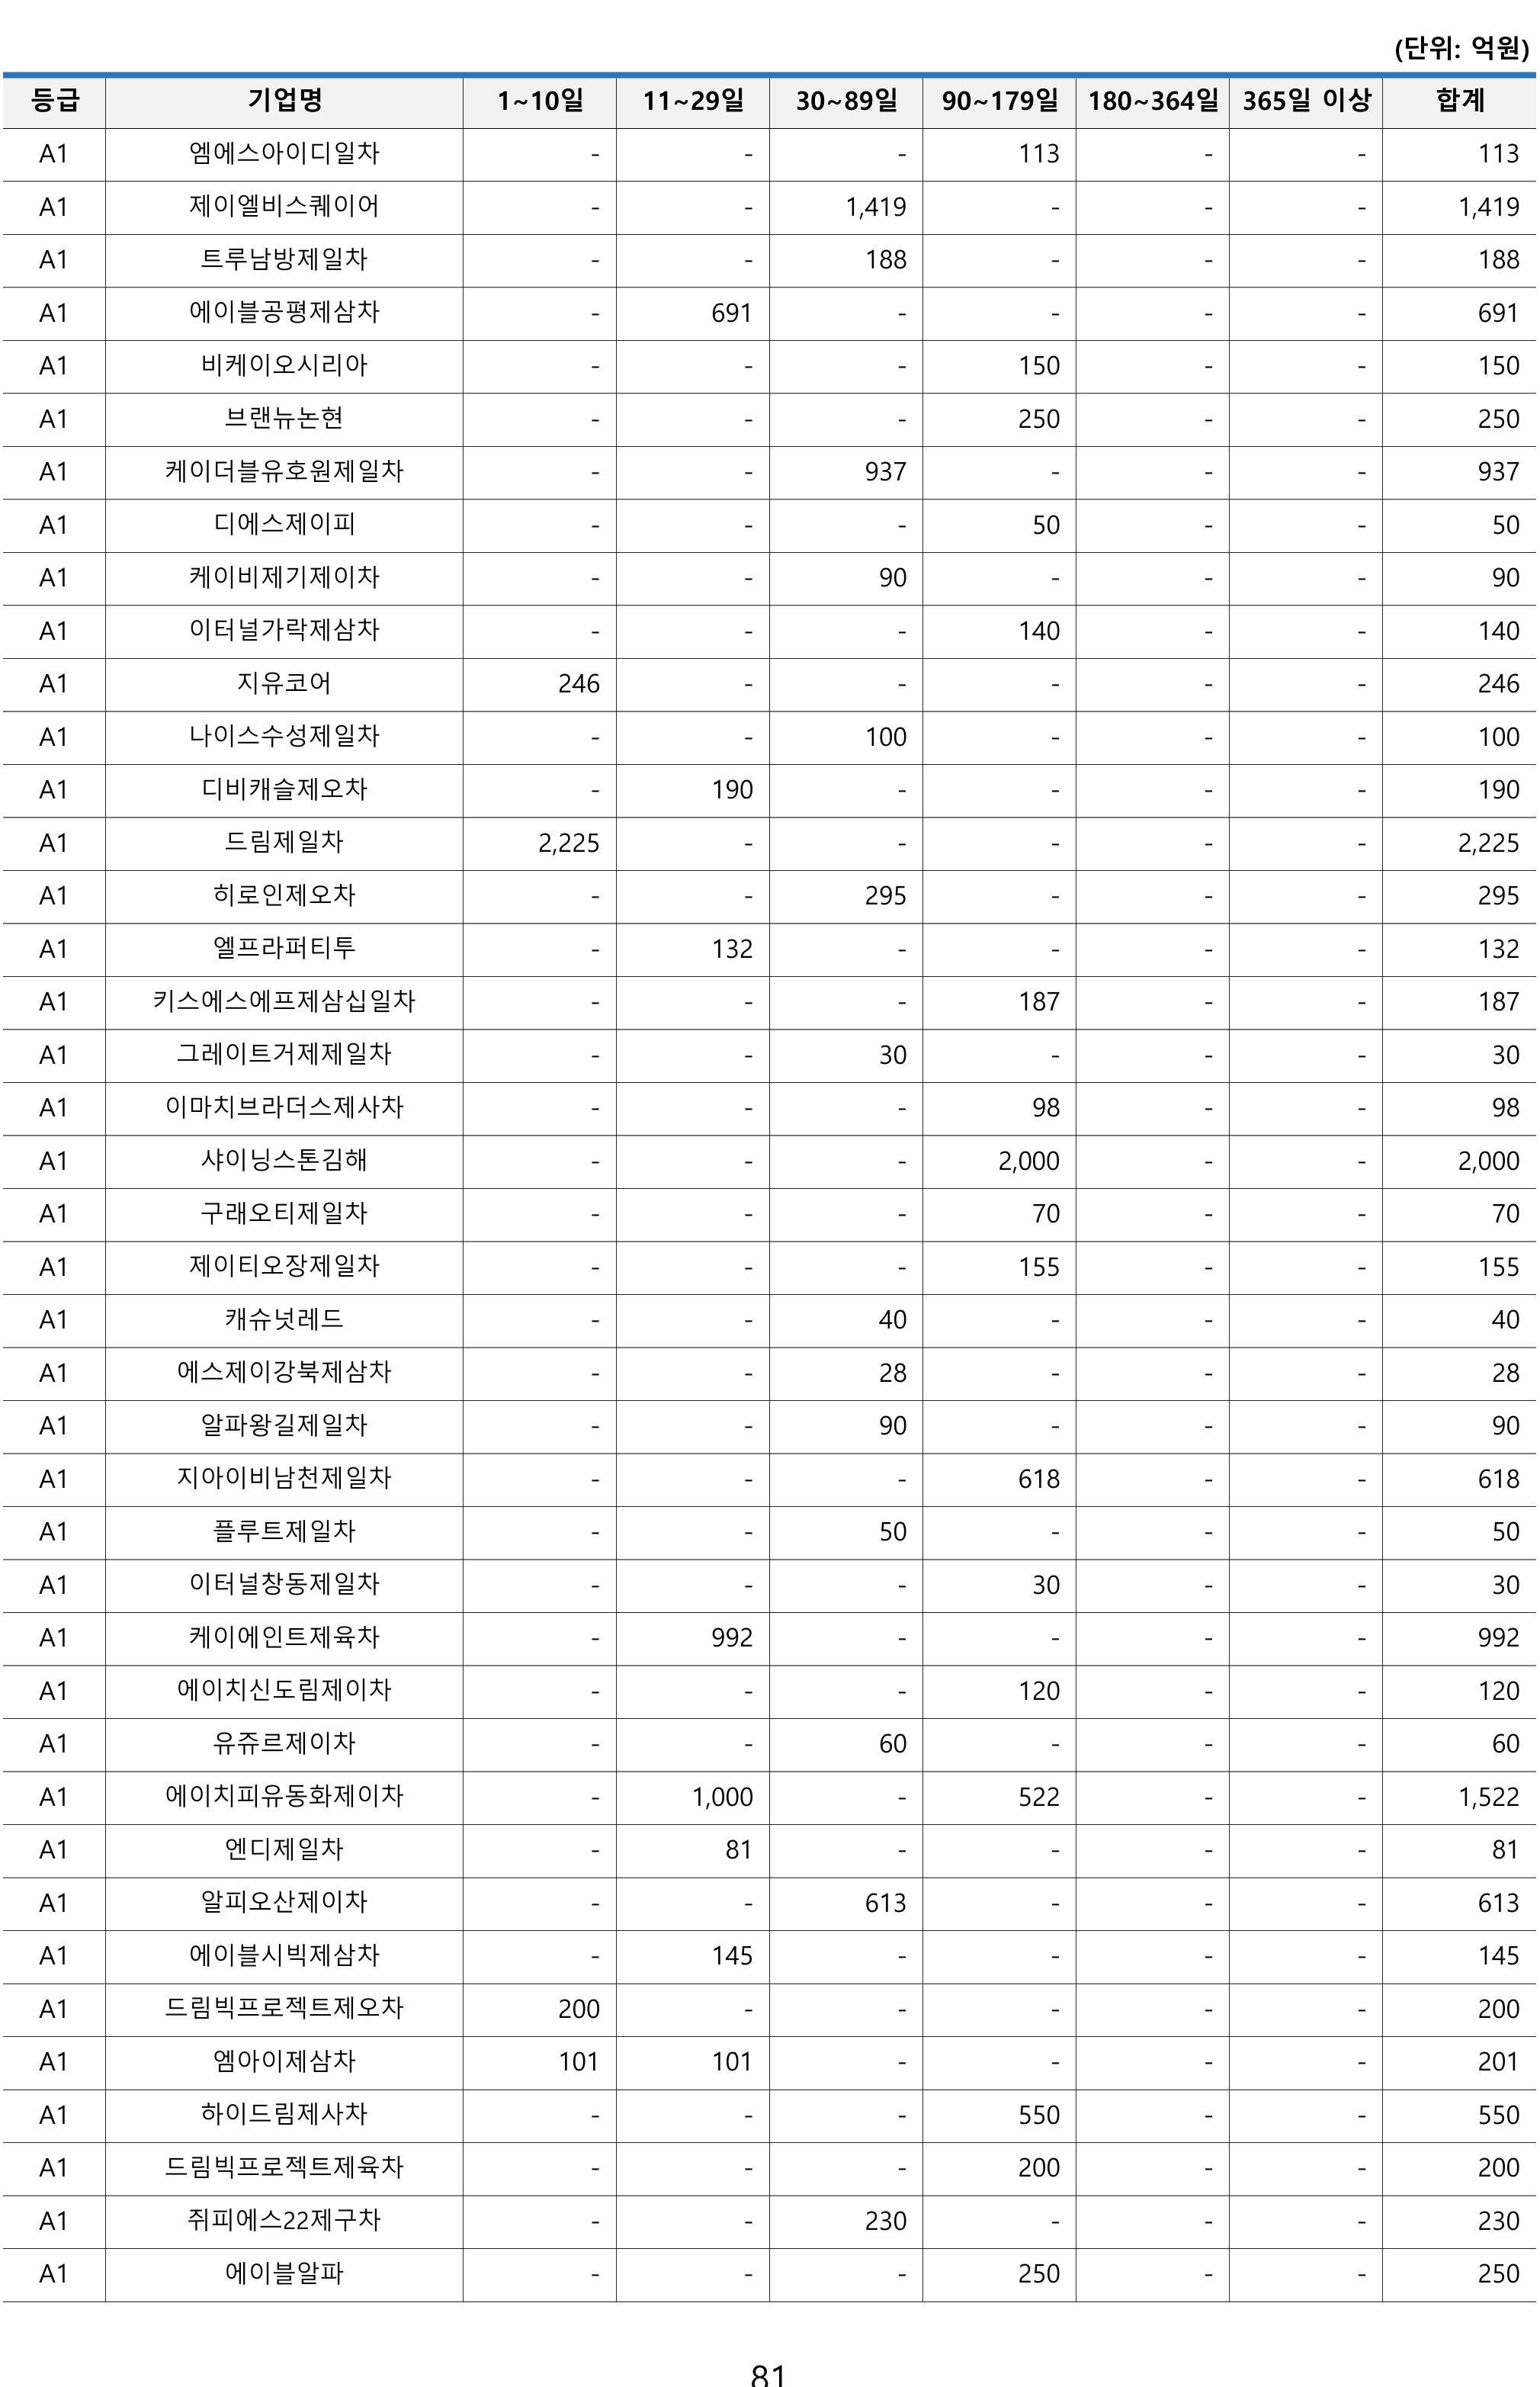 (단위: 억원)
등급 기업명 1~10일 11~29일 30~89일 90~179일 180~364일 365일 이상 합계
A1 엠에스아이디일차 - - - 113 - - 113
A1 제이엘비스퀘이어 - - 1,419 - - - 1,419
A1 트루남방제일차 - - 188 - - - 188
A1 에이블공평제삼차 - 691 - - - - 691
A1 비케이오시리아 - - - 150 - - 150
A1 브랜뉴논현 - - - 250 - - 250
A1 케이더블유호원제일차 - - 937 - - - 937
A1 디에스제이피 - - - 50 - - 50
A1 케이비제기제이차 - - 90 - - - 90
A1 이터널가락제삼차 - - - 140 - - 140
A1 지유코어 246 - - - - - 246
A1 나이스수성제일차 - - 100 - - - 100
A1 디비캐슬제오차 - 190 - - - - 190
A1 드림제일차 2,225 - - - - - 2,225
A1 히로인제오차 - - 295 - - - 295
A1 엘프라퍼티투 - 132 - - - - 132
A1 키스에스에프제삼십일차 - - - 187 - - 187
A1 그레이트거제제일차 - - 30 - - - 30
A1 이마치브라더스제사차 - - - 98 - - 98
A1 샤이닝스톤김해 - - - 2,000 - - 2,000
A1 구래오티제일차 - - - 70 - - 70
A1 제이티오장제일차 - - - 155 - - 155
A1 캐슈넛레드 - - 40 - - - 40
A1 에스제이강북제삼차 - - 28 - - - 28
A1 알파왕길제일차 - - 90 - - - 90
A1 지아이비남천제일차 - - - 618 - - 618
A1 플루트제일차 - - 50 - - - 50
A1 이터널창동제일차 - - - 30 - - 30
A1 케이에인트제육차 - 992 - - - - 992
A1 에이치신도림제이차 - - - 120 - - 120
A1 유쥬르제이차 - - 60 - - - 60
A1 에이치피유동화제이차 - 1,000 - 522 - - 1,522
A1 엔디제일차 - 81 - - - - 81
A1 알피오산제이차 - - 613 - - - 613
A1 에이블시빅제삼차 - 145 - - - - 145
A1 드림빅프로젝트제오차 200 - - - - - 200
A1 엠아이제삼차 101 101 - - - - 201
A1 하이드림제사차 - - - 550 - - 550
A1 드림빅프로젝트제육차 - - - 200 - - 200
A1 쥐피에스22제구차 - - 230 - - - 230
A1 에이블알파 - - - 250 - - 250
81